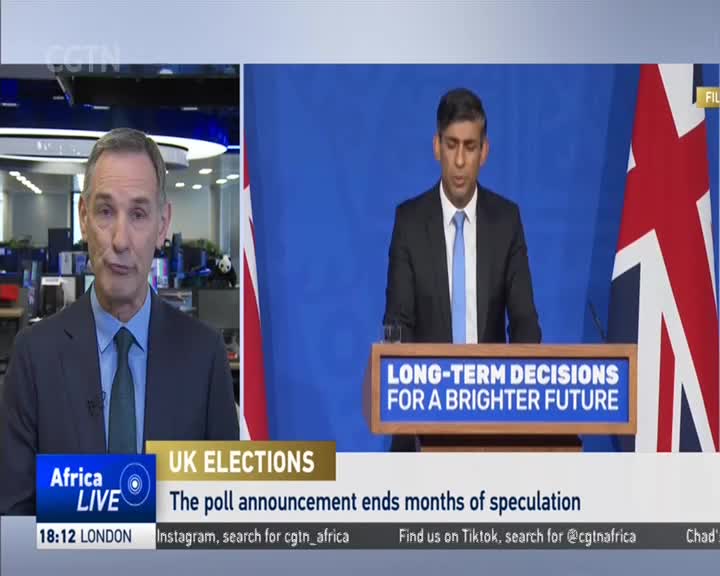 CGTN
FIL
LONG-TERM DECISIONS
FOR A BRIGHTER FUTURE
UK ELECTIONS
Africa
LIVE
The poll announcement ends months of speculation
18:12 LONDON
Instagram, search for cgtn_africa
Find us on Tiktok, search for @cgtnafrica
Chad'